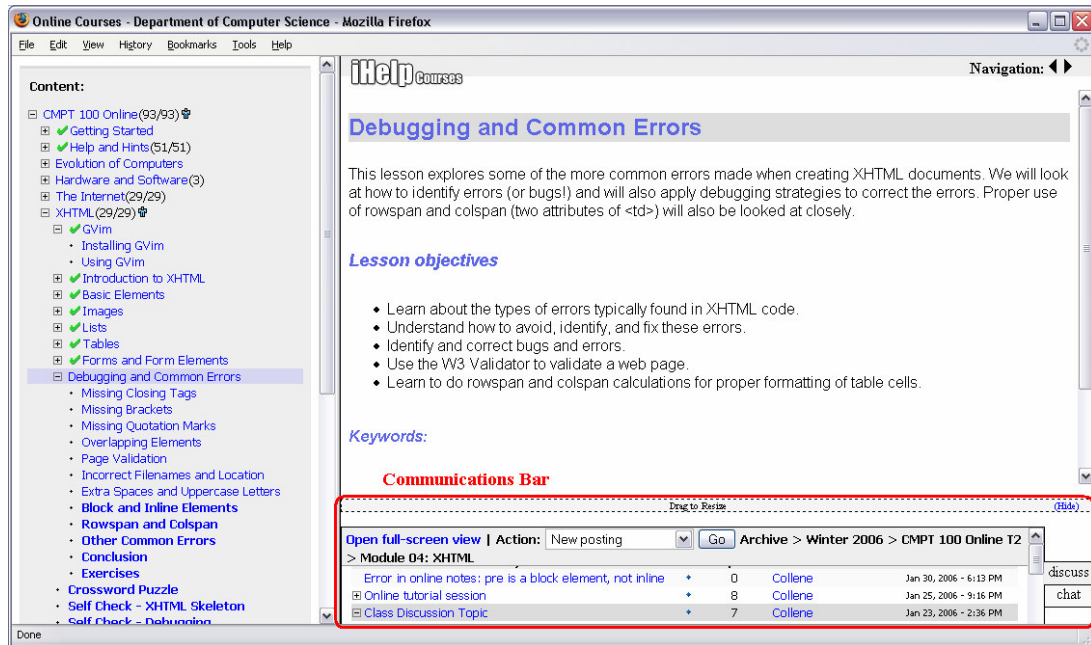 Online Courses - Department of Computer Science - Mozilla Firefox
File Edit View History Bookmarks Tools Help
Content:
CMPT 100 Online(93/93)
Getting Started
Help and Hints(51/51)
Evolution of Computers
Hardware and Software(3)
The Internet(29/29)
XHTML(29/29)
GVim
Installing GVim
Using GVim
Introduction to XHTML
Basic Elements
Images
Lists
Tables
Forms and Form Elements
Debugging and Common Errors
Missing Closing Tags
Missing Brackets
Missing Quotation Marks
Overlapping Elements
Page Validation
Incorrect Filenames and Location
Extra Spaces and Uppercase Letters
Block and Inline Elements
Rowspan and Colspan
Other Common Errors
Conclusion
Exercises
Crossword Puzzle
Self Check - XHTML Skeleton
Self Check - Debugging
iHelp Courses
Navigation:
Debugging and Common Errors
This lesson explores some of the more common errors made when creating XHTML documents. We will look
at how to identify errors (or bugs!) and will also apply debugging strategies to correct the errors. Proper use
of rowspan and colspan (two attributes of <td>) will also be looked at closely.
Lesson objectives
Learn about the types of errors typically found in XHTML code.
Understand how to avoid, identify, and fix these errors.
Identify and correct bugs and errors.
Use the W3 Validator to validate a web page.
Learn to do rowspan and colspan calculations for proper formatting of table cells.
Keywords:
Communications Bar
Drag to Resize (Hide)
Open full-screen view | Action: New posting Go Archive > Winter 2006 > CMPT 100 Online T2
> Module 04: XHTML
Error in online notes: pre is a block element, not inline 0 Collene Jan 30, 2006 - 6:13 PM
Online tutorial session 8 Collene Jan 25, 2006 - 9:16 PM
Class Discussion Topic 7 Collene Jan 23, 2006 - 2:36 PM
discuss
chat
Done